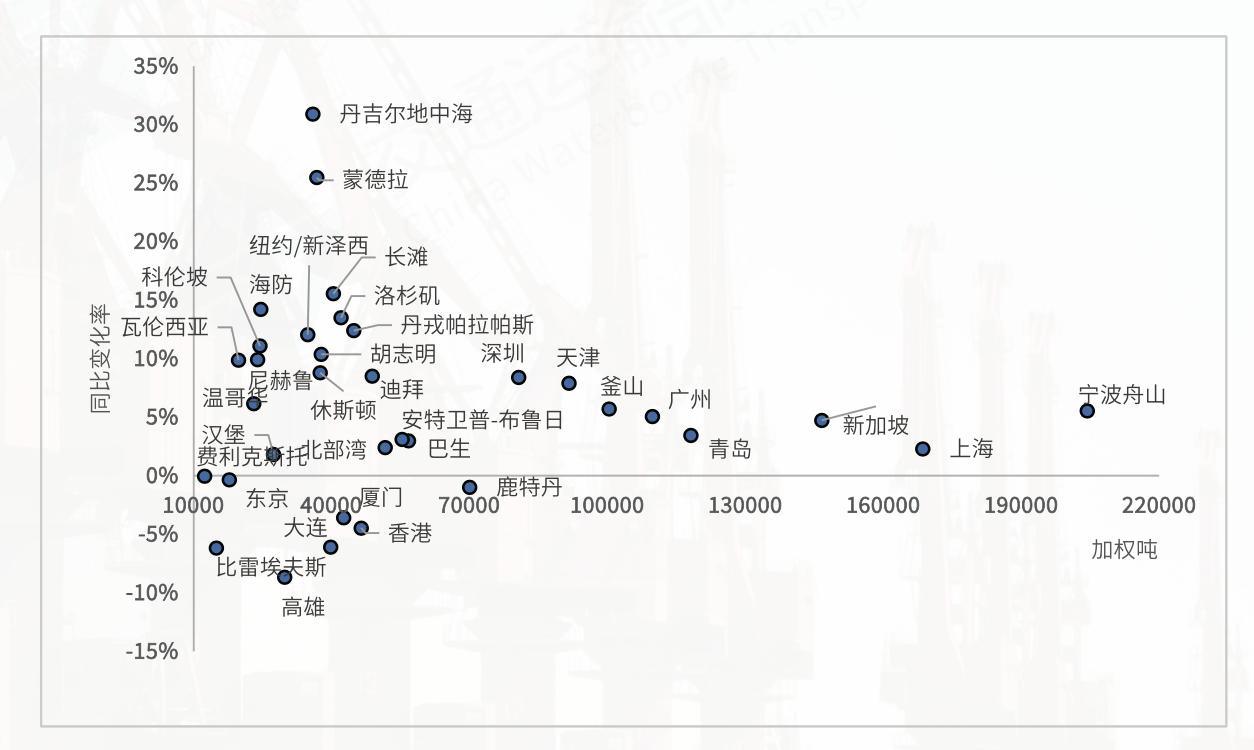 35%
丹吉尔地中海
30%
25%
蒙德拉
20%
纽约/新泽西
长滩
科伦坡
海防
15%
洛杉矶
瓦伦西亚
丹戎帕拉帕斯
同比变化率
10%
胡志明
深圳
天津
尼赫鲁
迪拜
釜山
温哥华
休斯顿
广州
宁波舟山
5%
安特卫普-布鲁日
新加坡
汉堡
北部湾
巴生
青岛
上海
费利克斯托
0%
鹿特丹
东京
厦门
10000 40000 70000 100000 130000 160000 190000 220000
-5%
大连
香港
加权吨
比雷埃夫斯
-10%
高雄
-15%